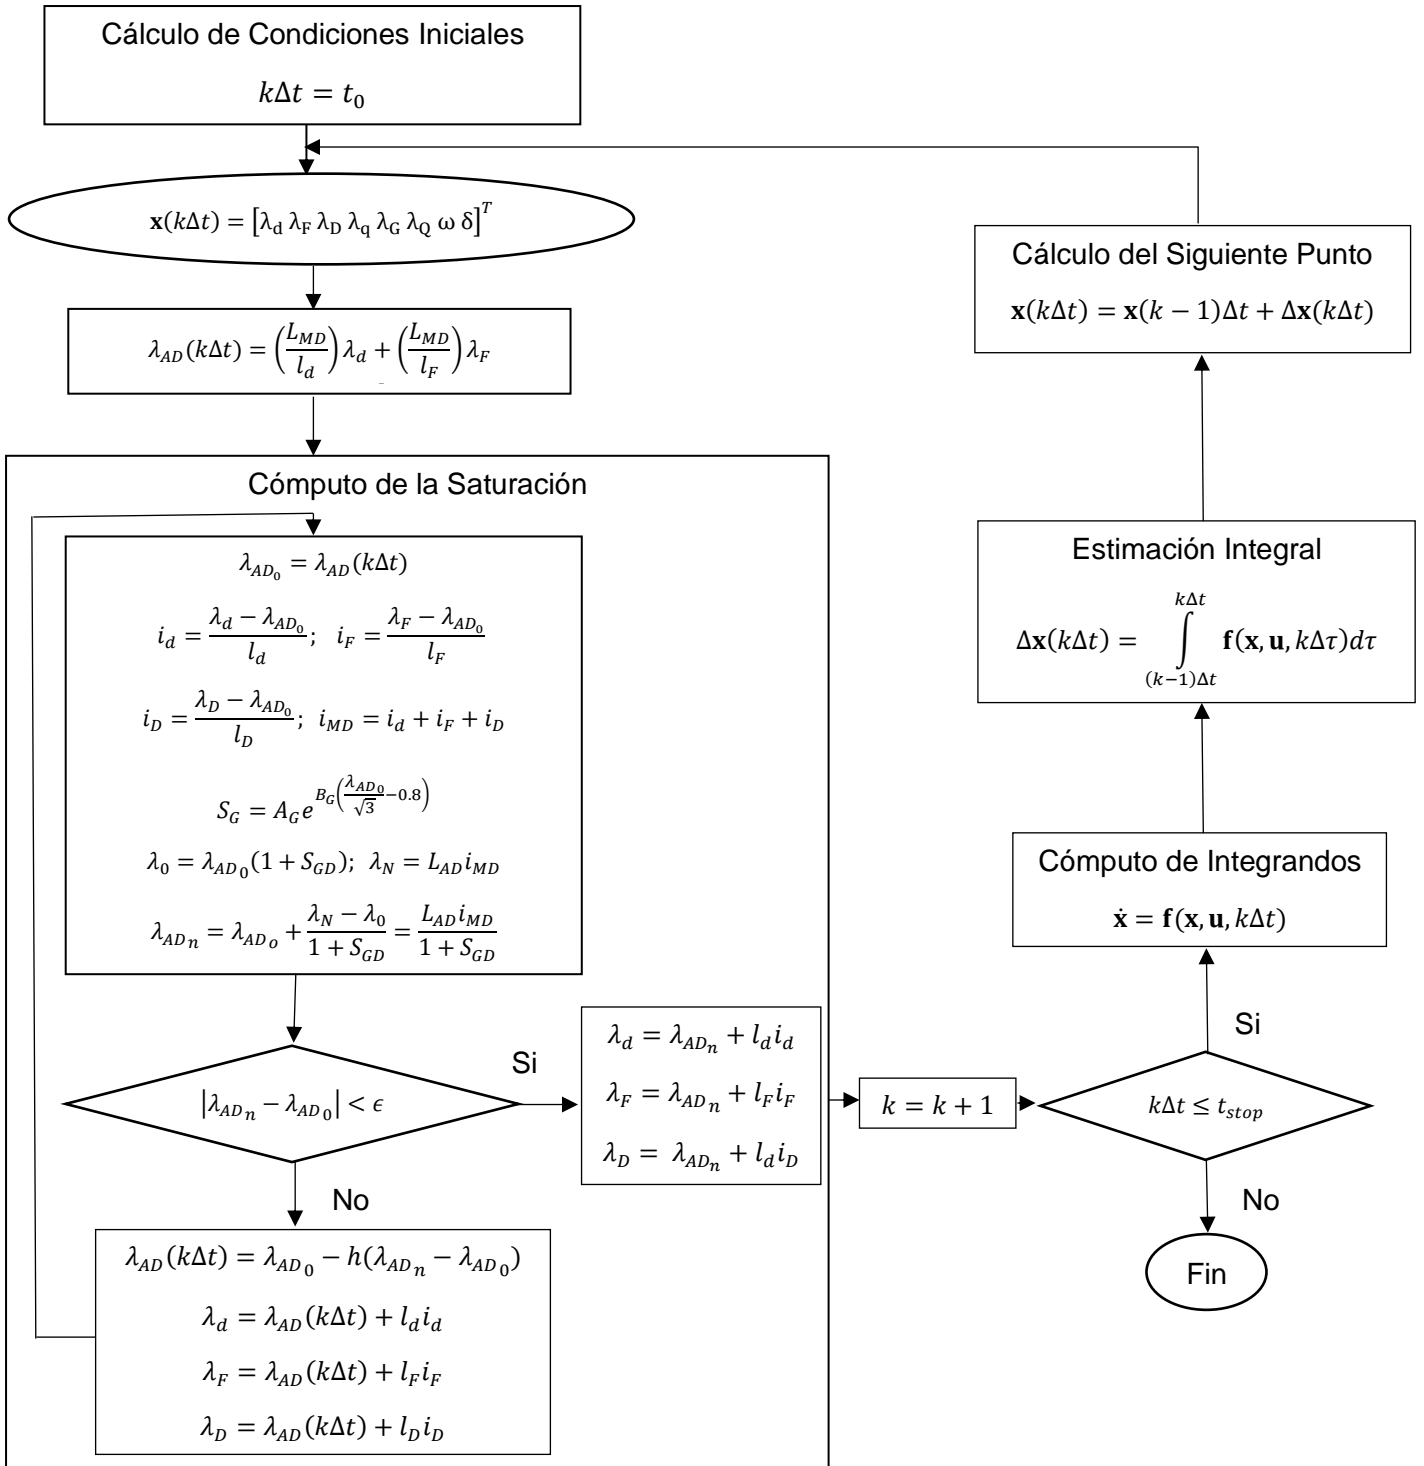 Cálculo de Condiciones Iniciales
kΔt = t₀
𝐱(kΔt) = [λ_d λ_F λ_D λ_q λ_G λ_Q ω δ]^T
λ_AD(kΔt) = (L_MD/l_d) λ_d + (L_MD/l_F) λ_F
Cómputo de la Saturación
λ_AD₀ = λ_AD(kΔt)
i_d = (λ_d − λ_AD₀)/l_d; i_F = (λ_F − λ_AD₀)/l_F
i_D = (λ_D − λ_AD₀)/l_D; i_MD = i_d + i_F + i_D
S_G = A_G e^(B_G(λ_AD₀/√3 − 0.8))
λ₀ = λ_AD₀(1 + S_GD); λ_N = L_AD i_MD
λ_ADn = λ_ADo + (λ_N − λ₀)/(1 + S_GD) = L_AD i_MD/(1 + S_GD)
|λ_ADn − λ_AD₀| < ϵ
Si
No
λ_AD(kΔt) = λ_AD₀ − h(λ_ADn − λ_AD₀)
λ_d = λ_AD(kΔt) + l_d i_d
λ_F = λ_AD(kΔt) + l_F i_F
λ_D = λ_AD(kΔt) + l_D i_D
λ_d = λ_ADn + l_d i_d
λ_F = λ_ADn + l_F i_F
λ_D = λ_ADn + l_d i_D
k = k + 1
kΔt ≤ t_stop
Si
No
Fin
Cómputo de Integrandos
ẋ = 𝐟(𝐱, 𝐮, kΔt)
Estimación Integral
Δ𝐱(kΔt) = ∫_{(k−1)Δt}^{kΔt} 𝐟(𝐱, 𝐮, kΔτ)dτ
Cálculo del Siguiente Punto
𝐱(kΔt) = 𝐱(k − 1)Δt + Δ𝐱(kΔt)